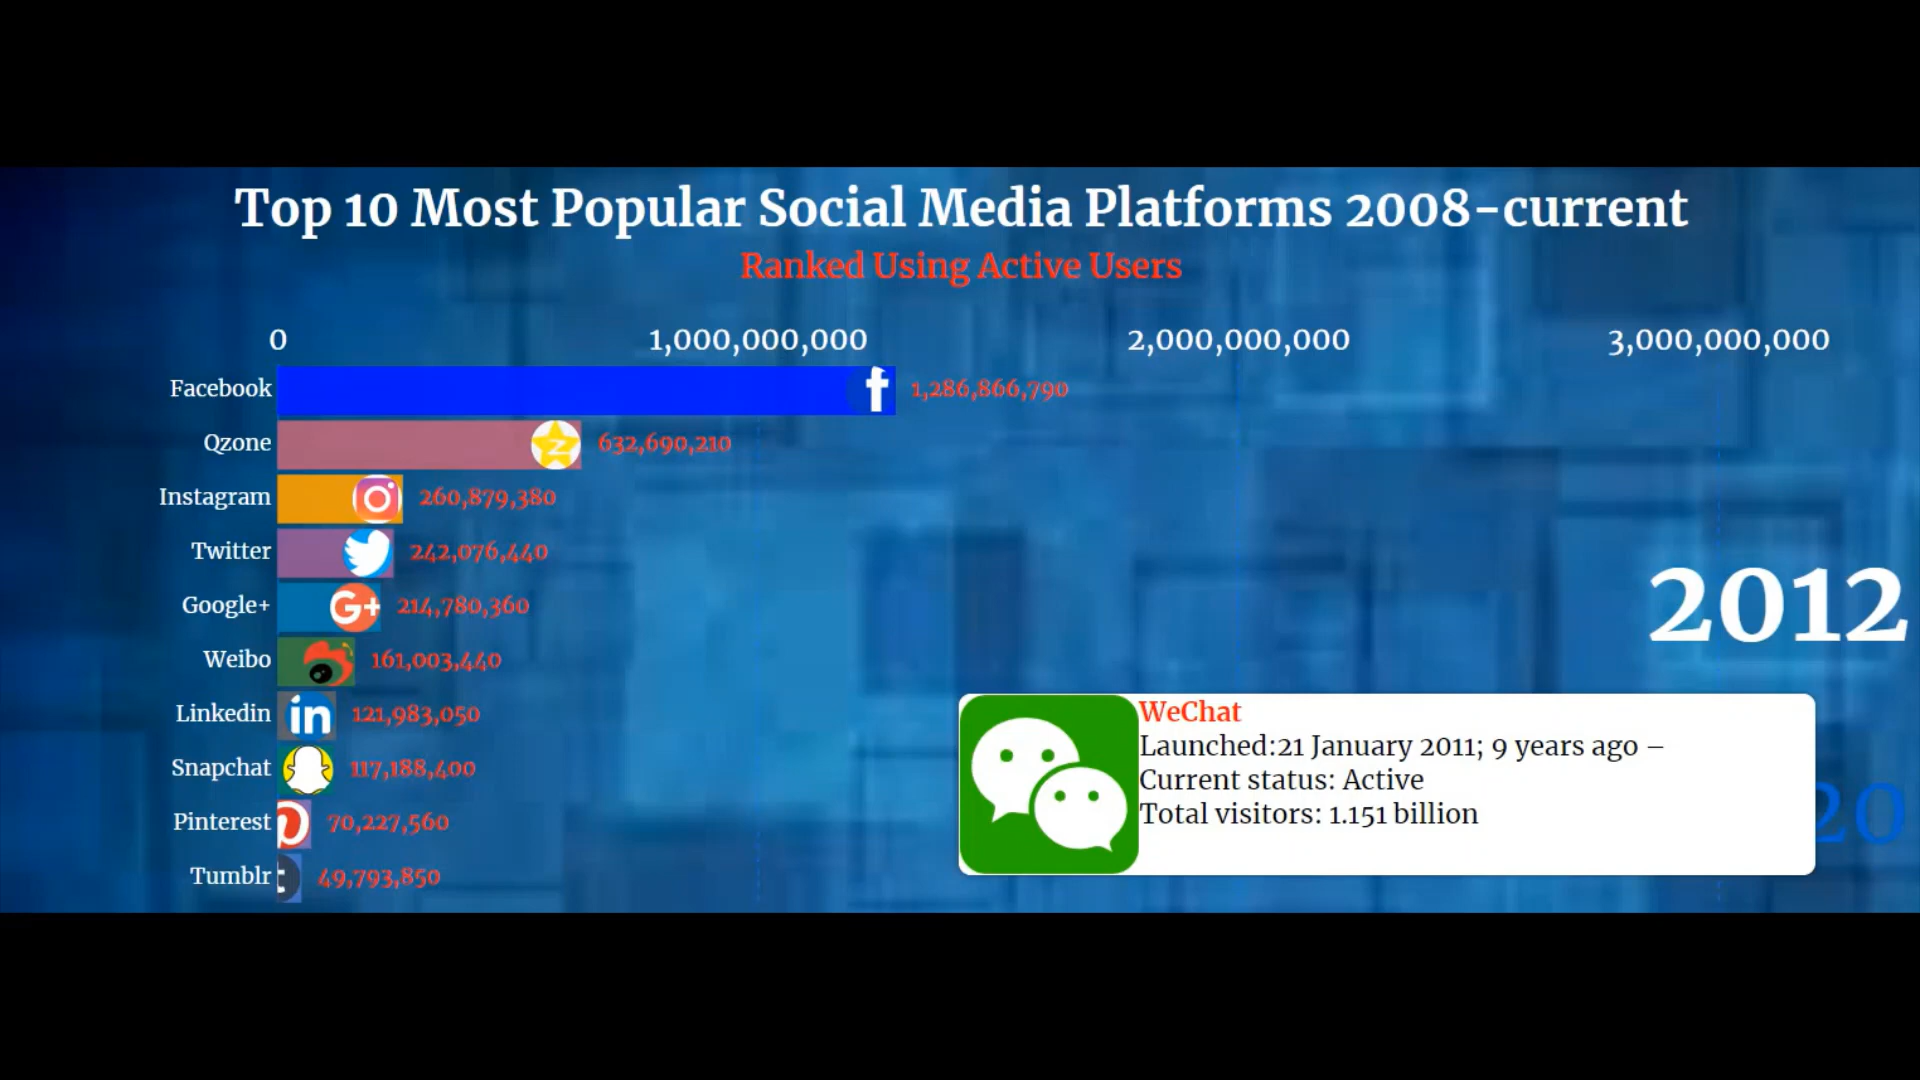 Top 10 Most Popular Social Media Platforms 2008-current
Ranked Using Active Users
0 1,000,000,000 2,000,000,000 3,000,000,000
Facebook 1,286,866,790
Qzone 632,690,210
Instagram 260,879,380
Twitter 242,076,440
Google+ G+ 214,780,360
Weibo 161,003,440
Linkedin in 121,983,050
Snapchat 117,188,400
Pinterest 70,227,560
Tumblr 49,793,850
2012
WeChat
Launched:21 January 2011; 9 years ago –
Current status: Active
Total visitors: 1.151 billion
20